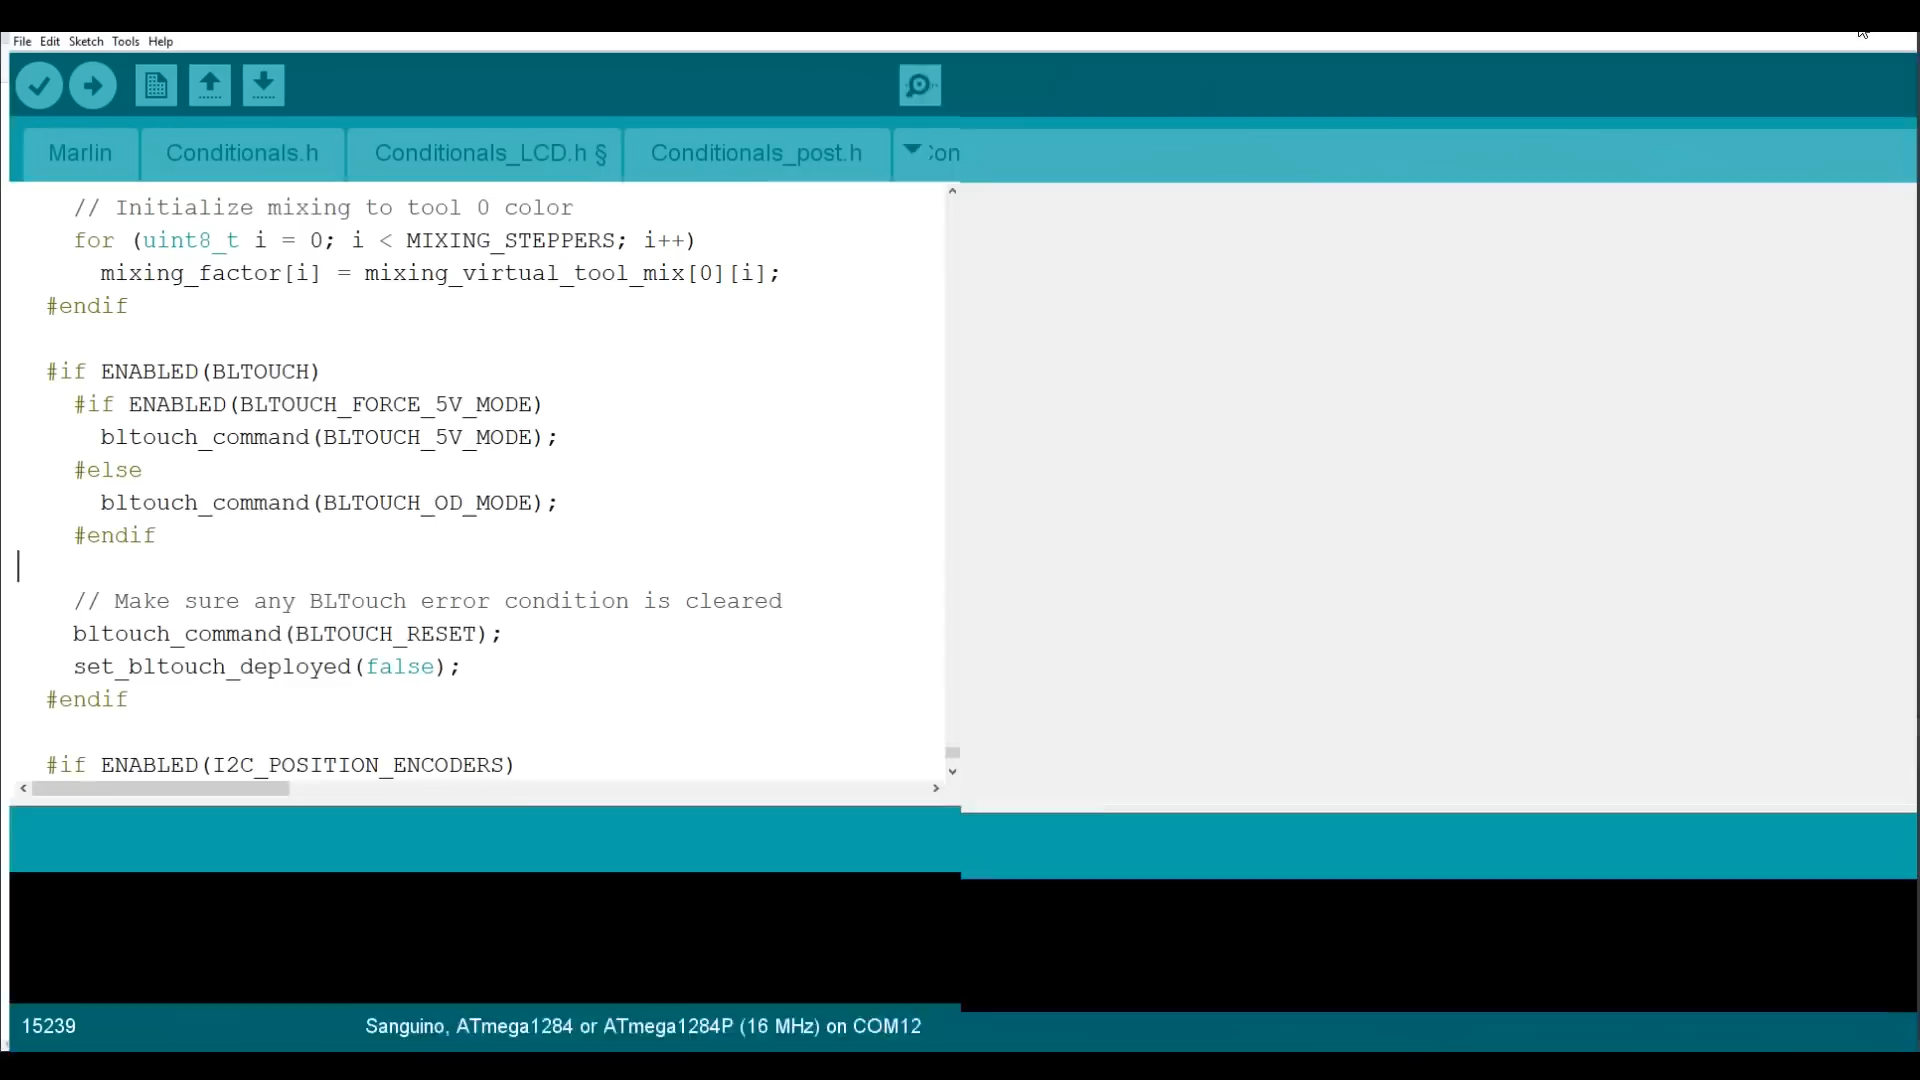 File Edit Sketch Tools Help
Marlin Conditionals.h Conditionals_LCD.h § Conditionals_post.h Con
// Initialize mixing to tool 0 color
for (uint8_t i = 0; i < MIXING_STEPPERS; i++)
mixing_factor[i] = mixing_virtual_tool_mix[0][i];
#endif
#if ENABLED(BLTOUCH)
#if ENABLED(BLTOUCH_FORCE_5V_MODE)
bltouch_command(BLTOUCH_5V_MODE);
#else
bltouch_command(BLTOUCH_OD_MODE);
#endif
// Make sure any BLTouch error condition is cleared
bltouch_command(BLTOUCH_RESET);
set_bltouch_deployed(false);
#endif
#if ENABLED(I2C_POSITION_ENCODERS)
15239 Sanguino, ATmega1284 or ATmega1284P (16 MHz) on COM12